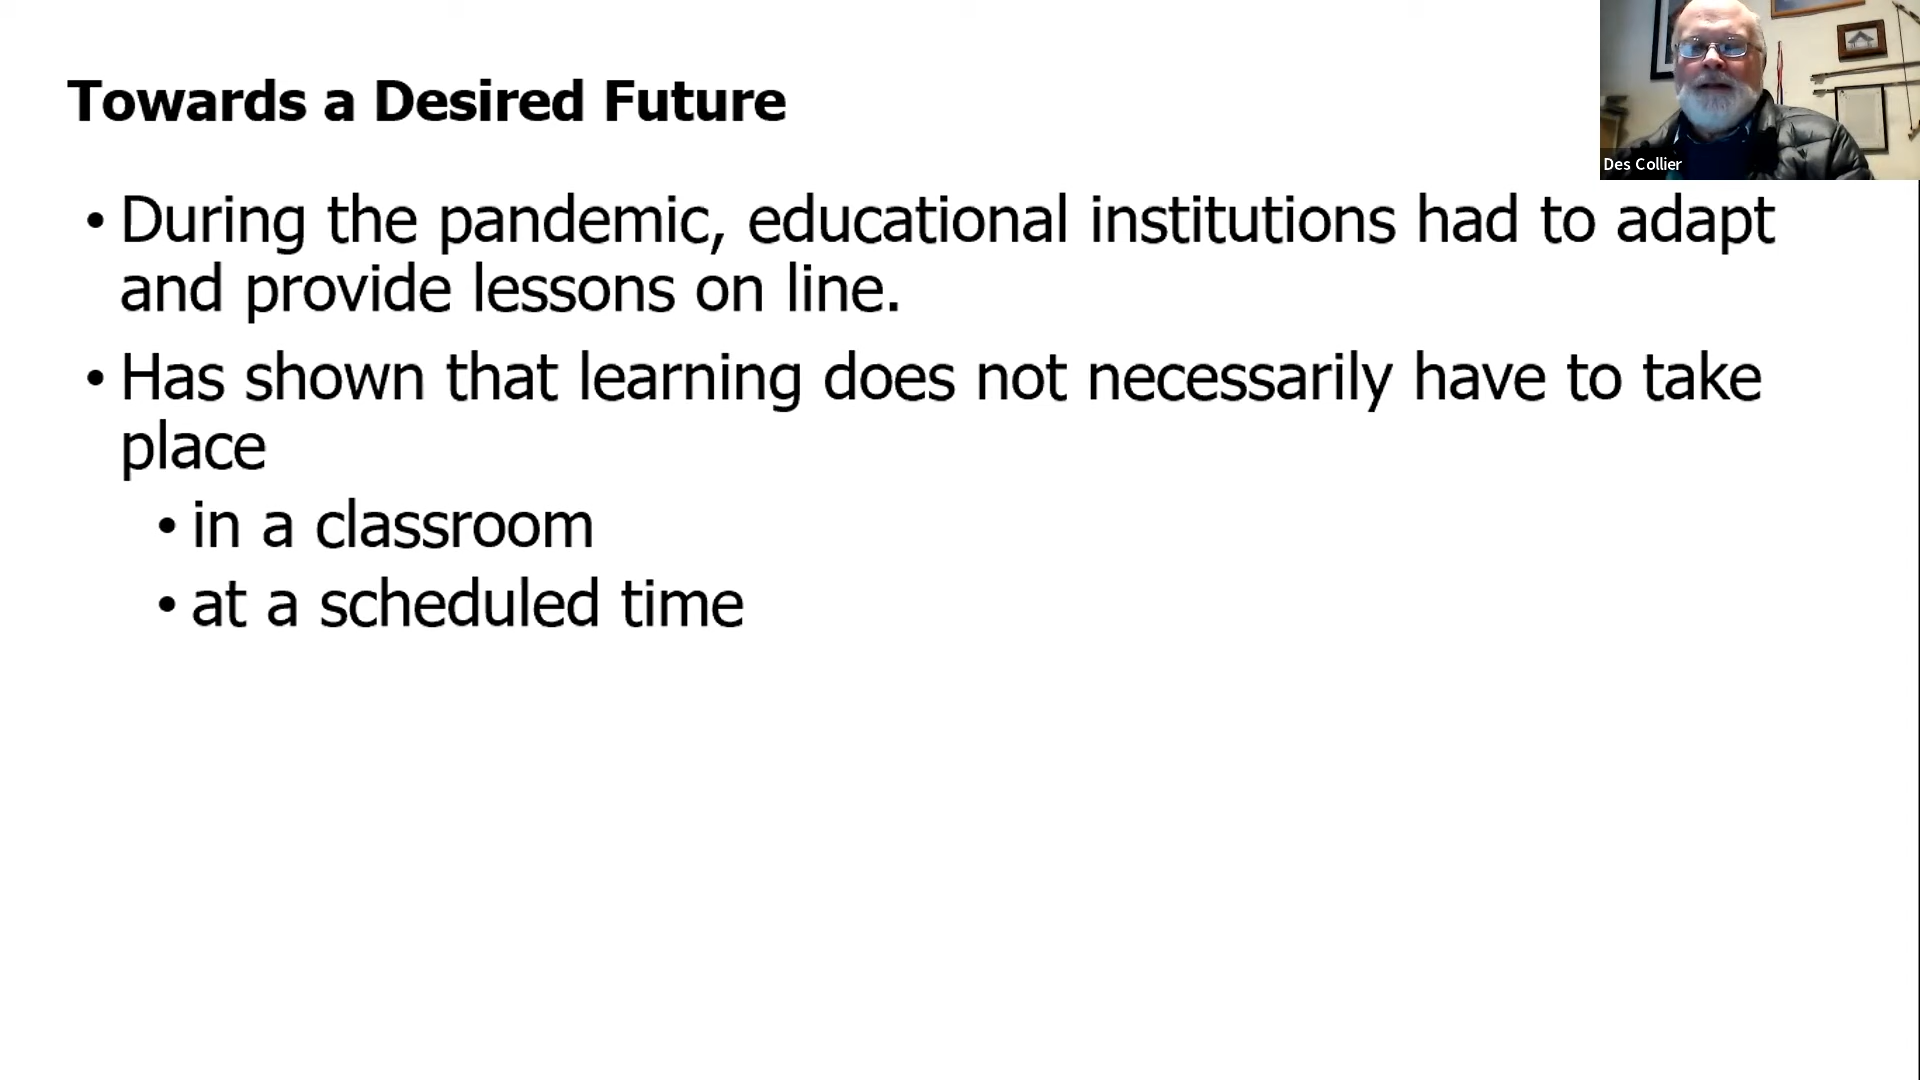 Towards a Desired Future
Des Collier
• During the pandemic, educational institutions had to adapt
and provide lessons on line.
• Has shown that learning does not necessarily have to take
place
• in a classroom
• at a scheduled time